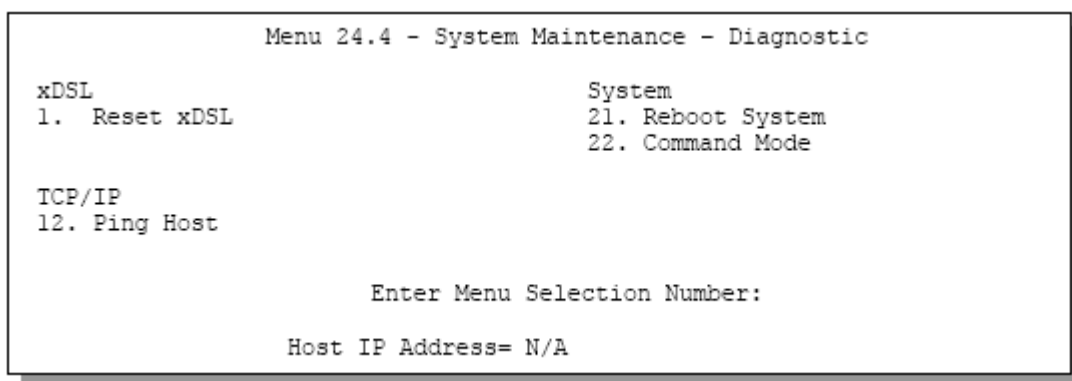 Menu 24.4 - System Maintenance – Diagnostic
xDSL
1. Reset xDSL
System
21. Reboot System
22. Command Mode
TCP/IP
12. Ping Host
Enter Menu Selection Number:
Host IP Address= N/A